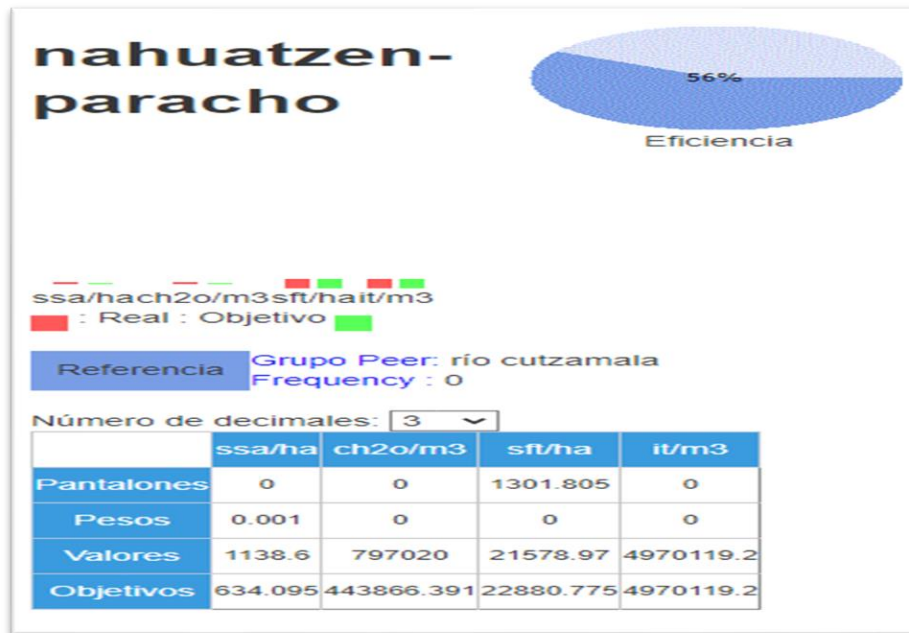 nahuatzen-
paracho
56%
Eficiencia
ssa/hach2o/m3sft/hait/m3
: Real : Objetivo
Referencia Grupo Peer: río cutzamala
Frequency : 0
Número de decimales: 3
ssa/ha ch2o/m3 sft/ha it/m3
Pantalones 0 0 1301.805 0
Pesos 0.001 0 0 0
Valores 1138.6 797020 21578.97 4970119.2
Objetivos 634.095 443866.391 22880.775 4970119.2